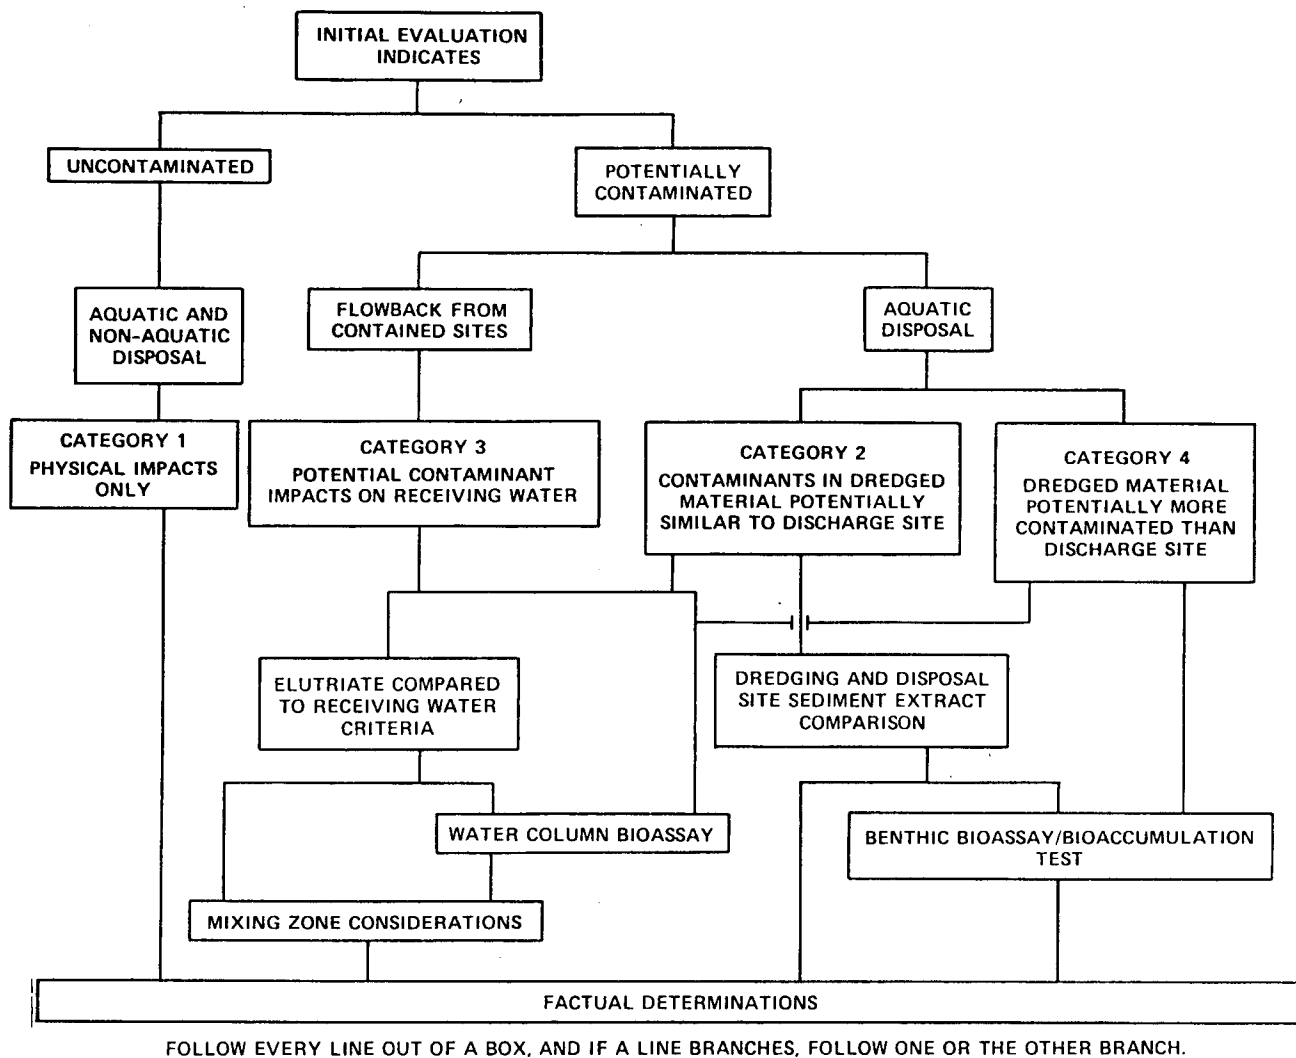 INITIAL EVALUATION
INDICATES
UNCONTAMINATED
POTENTIALLY
CONTAMINATED
AQUATIC AND
NON-AQUATIC
DISPOSAL
FLOWBACK FROM
CONTAINED SITES
AQUATIC
DISPOSAL
CATEGORY 1
PHYSICAL IMPACTS
ONLY
CATEGORY 3
POTENTIAL CONTAMINANT
IMPACTS ON RECEIVING WATER
CATEGORY 2
CONTAMINANTS IN DREDGED
MATERIAL POTENTIALLY
SIMILAR TO DISCHARGE SITE
CATEGORY 4
DREDGED MATERIAL
POTENTIALLY MORE
CONTAMINATED THAN
DISCHARGE SITE
ELUTRIATE COMPARED
TO RECEIVING WATER
CRITERIA
DREDGING AND DISPOSAL
SITE SEDIMENT EXTRACT
COMPARISON
WATER COLUMN BIOASSAY
BENTHIC BIOASSAY/BIOACCUMULATION
TEST
MIXING ZONE CONSIDERATIONS
FACTUAL DETERMINATIONS
FOLLOW EVERY LINE OUT OF A BOX, AND IF A LINE BRANCHES, FOLLOW ONE OR THE OTHER BRANCH.